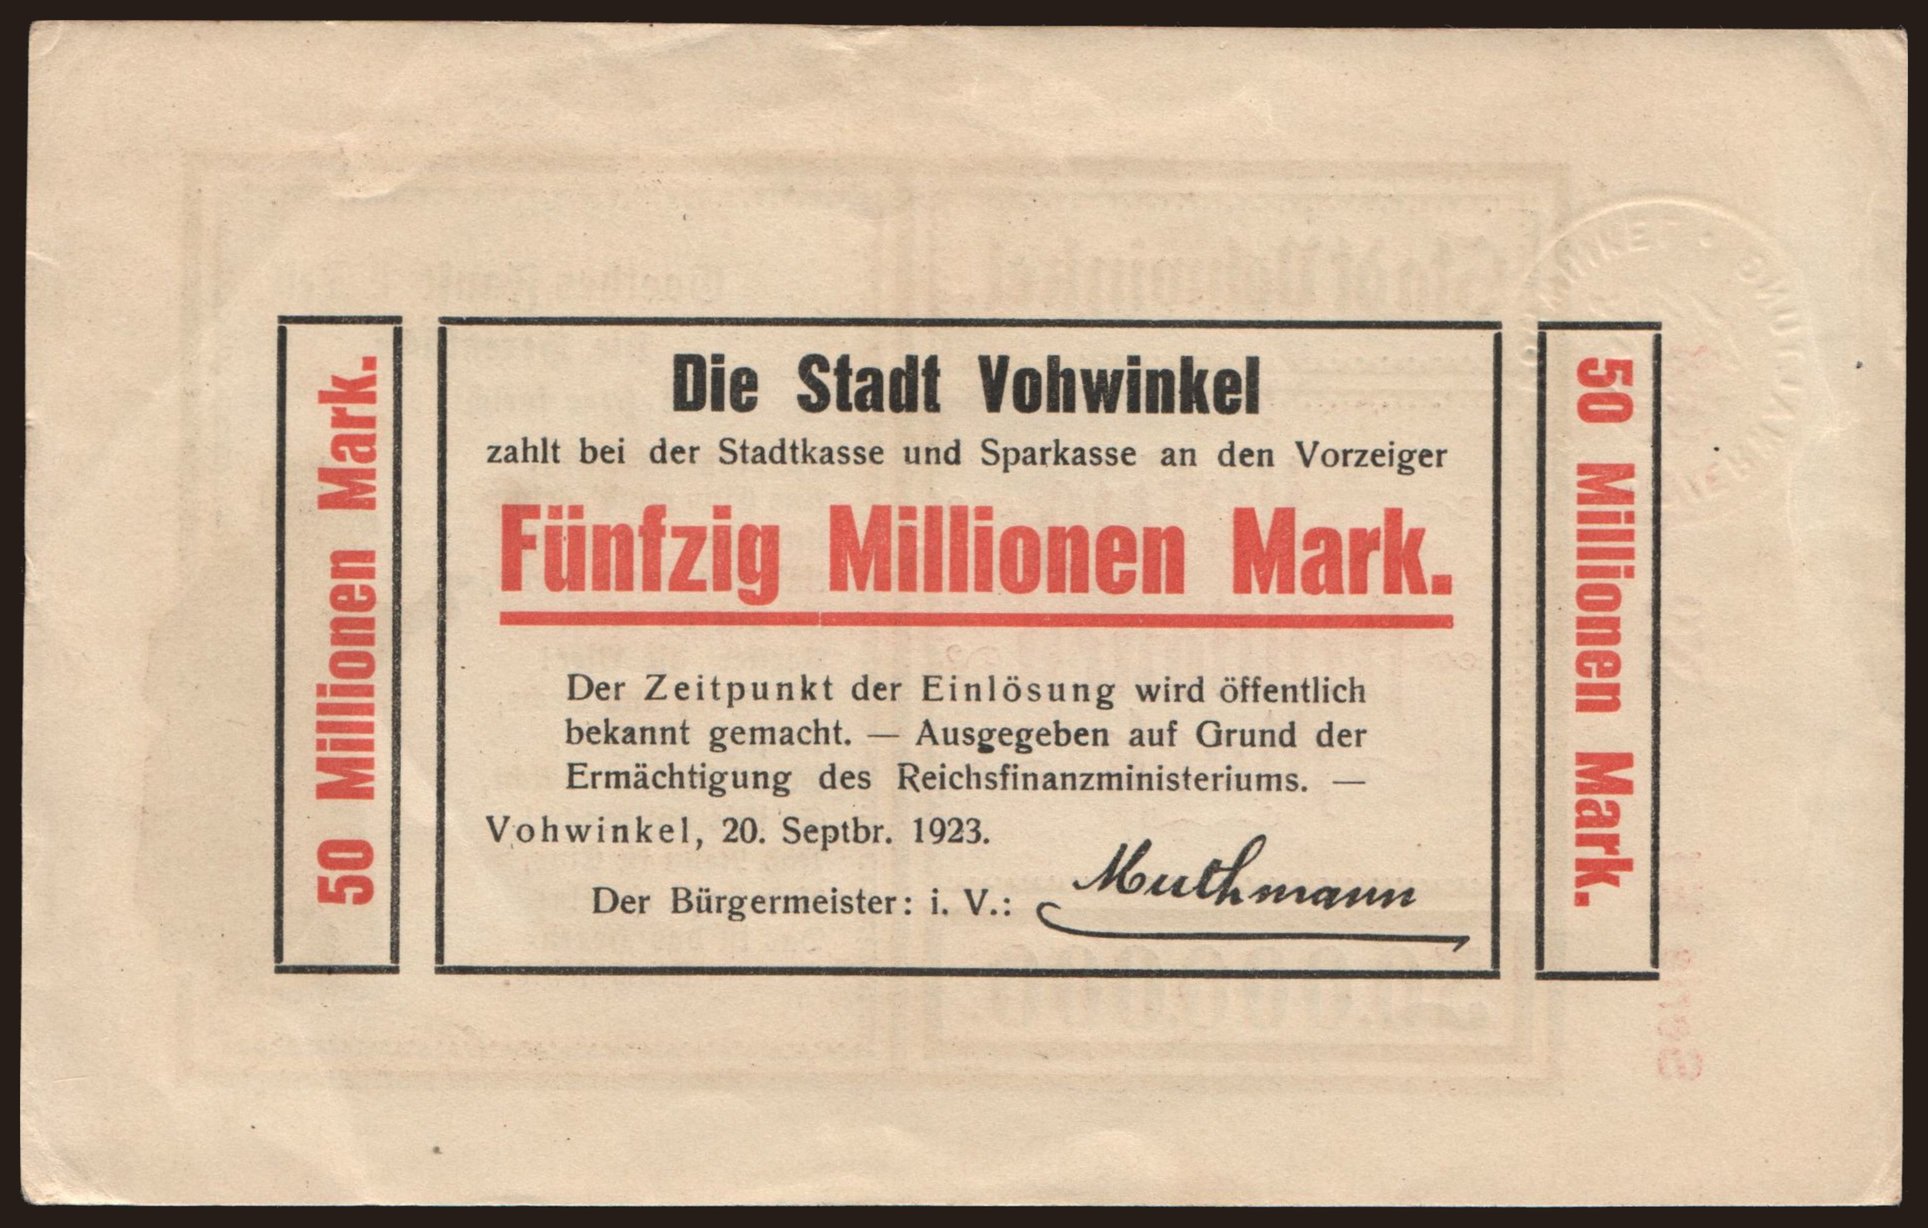 50 Millionen Mark.
Die Stadt Vohwinkel
zahlt bei der Stadtkasse und Sparkasse an den Vorzeiger
Fünfzig Millionen Mark.
Der Zeitpunkt der Einlösung wird öffentlich
bekannt gemacht. — Ausgegeben auf Grund der
Ermächtigung des Reichsfinanzministeriums. —
Vohwinkel, 20. Septbr. 1923.
Der Bürgermeister: i. V.: Muthmann
50 Millionen Mark.